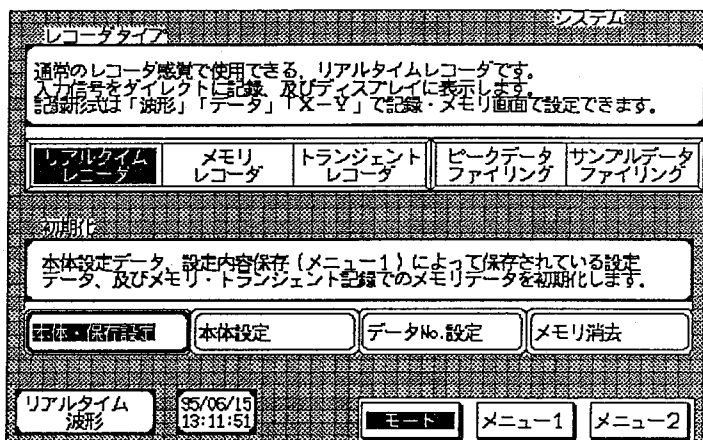 システム
レコーダタイプ
通常のレコーダ感覚で使用できる、リアルタイムレコーダです。
入力信号をダイレクトに記録、及びディスプレイに表示します。
記録形式は「波形」「データ」「X－Y」で記録・メモリ画面で設定できます。
リアルタイム メモリ トランジェント ピークデータ サンプルデータ
レコーダ レコーダ レコーダ ファイリング ファイリング
初期化
本体設定データ、設定内容保存（メニュー1）によって保存されている設定
データ、及びメモリ・トランジェント記録でのメモリデータを初期化します。
本体・保存設定 本体設定 データNo.設定 メモリ消去
リアルタイム 95/06/15
波形 13:11:51 モード メニュー1 メニュー2